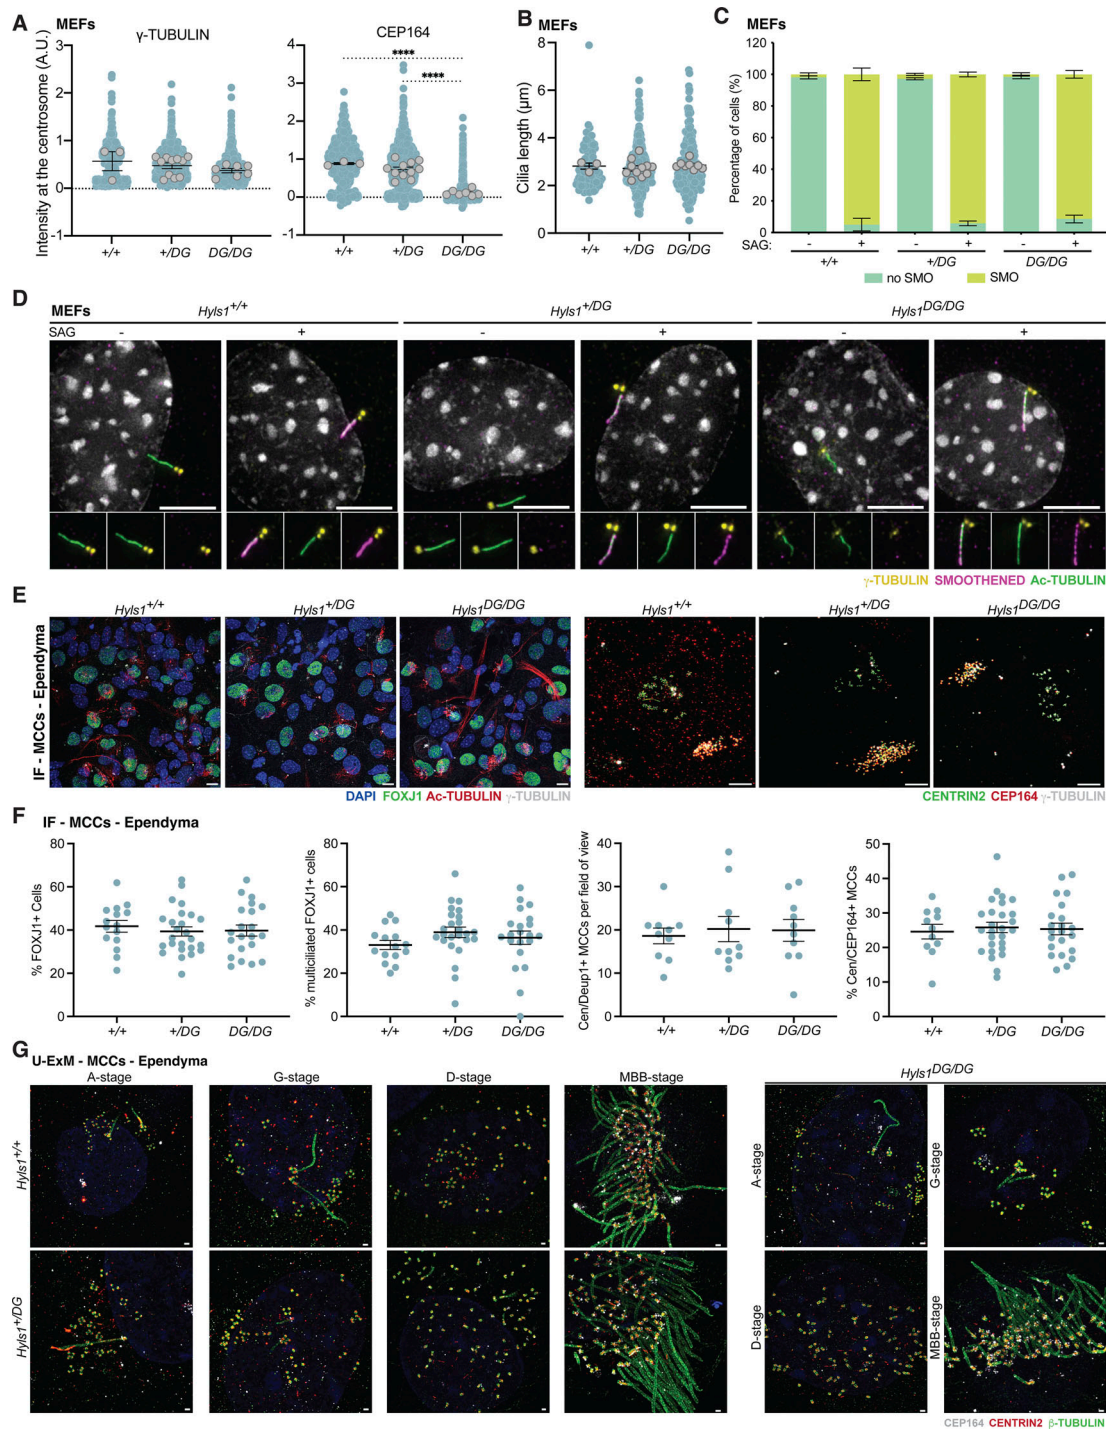 A MEFs
γ-TUBULIN
CEP164
Intensity at the centrosome (A.U.)
3
2
1
0
-1
+/+
+/DG
DG/DG
4
3
2
1
0
-1
****
****
+/+
+/DG
DG/DG
B MEFs
Cilia length (μm)
8
6
4
2
0
+/+
+/DG
DG/DG
C
MEFs
Percentage of cells (%)
120
100
80
60
40
20
0
SAG: - + - + - +
+/+ +/DG DG/DG
no SMO SMO
D
MEFs Hyls1+/+ Hyls1+/DG Hyls1DG/DG
SAG - + - + - +
γ-TUBULIN SMOOTHENED Ac-TUBULIN
E
Hyls1+/+ Hyls1+/DG Hyls1DG/DG Hyls1+/+ Hyls1+/DG Hyls1DG/DG
IF - MCCs - Ependyma
DAPI FOXJ1 Ac-TUBULIN γ-TUBULIN
CENTRIN2 CEP164 γ-TUBULIN
F IF - MCCs - Ependyma
% FOXJ1+ Cells
80
60
40
20
0
+/+ +/DG DG/DG
% multiciliated FOXJ1+ cells
80
60
40
20
0
+/+ +/DG DG/DG
Cen/Deup1+ MCCs per field of view
40
30
20
10
0
+/+ +/DG DG/DG
% Cen/CEP164+ MCCs
50
40
30
20
10
0
+/+ +/DG DG/DG
G U-ExM - MCCs - Ependyma
A-stage G-stage D-stage MBB-stage
Hyls1DG/DG
Hyls1+/+
Hyls1+/DG
A-stage
G-stage
D-stage
MBB-stage
CEP164 CENTRIN2 β-TUBULIN